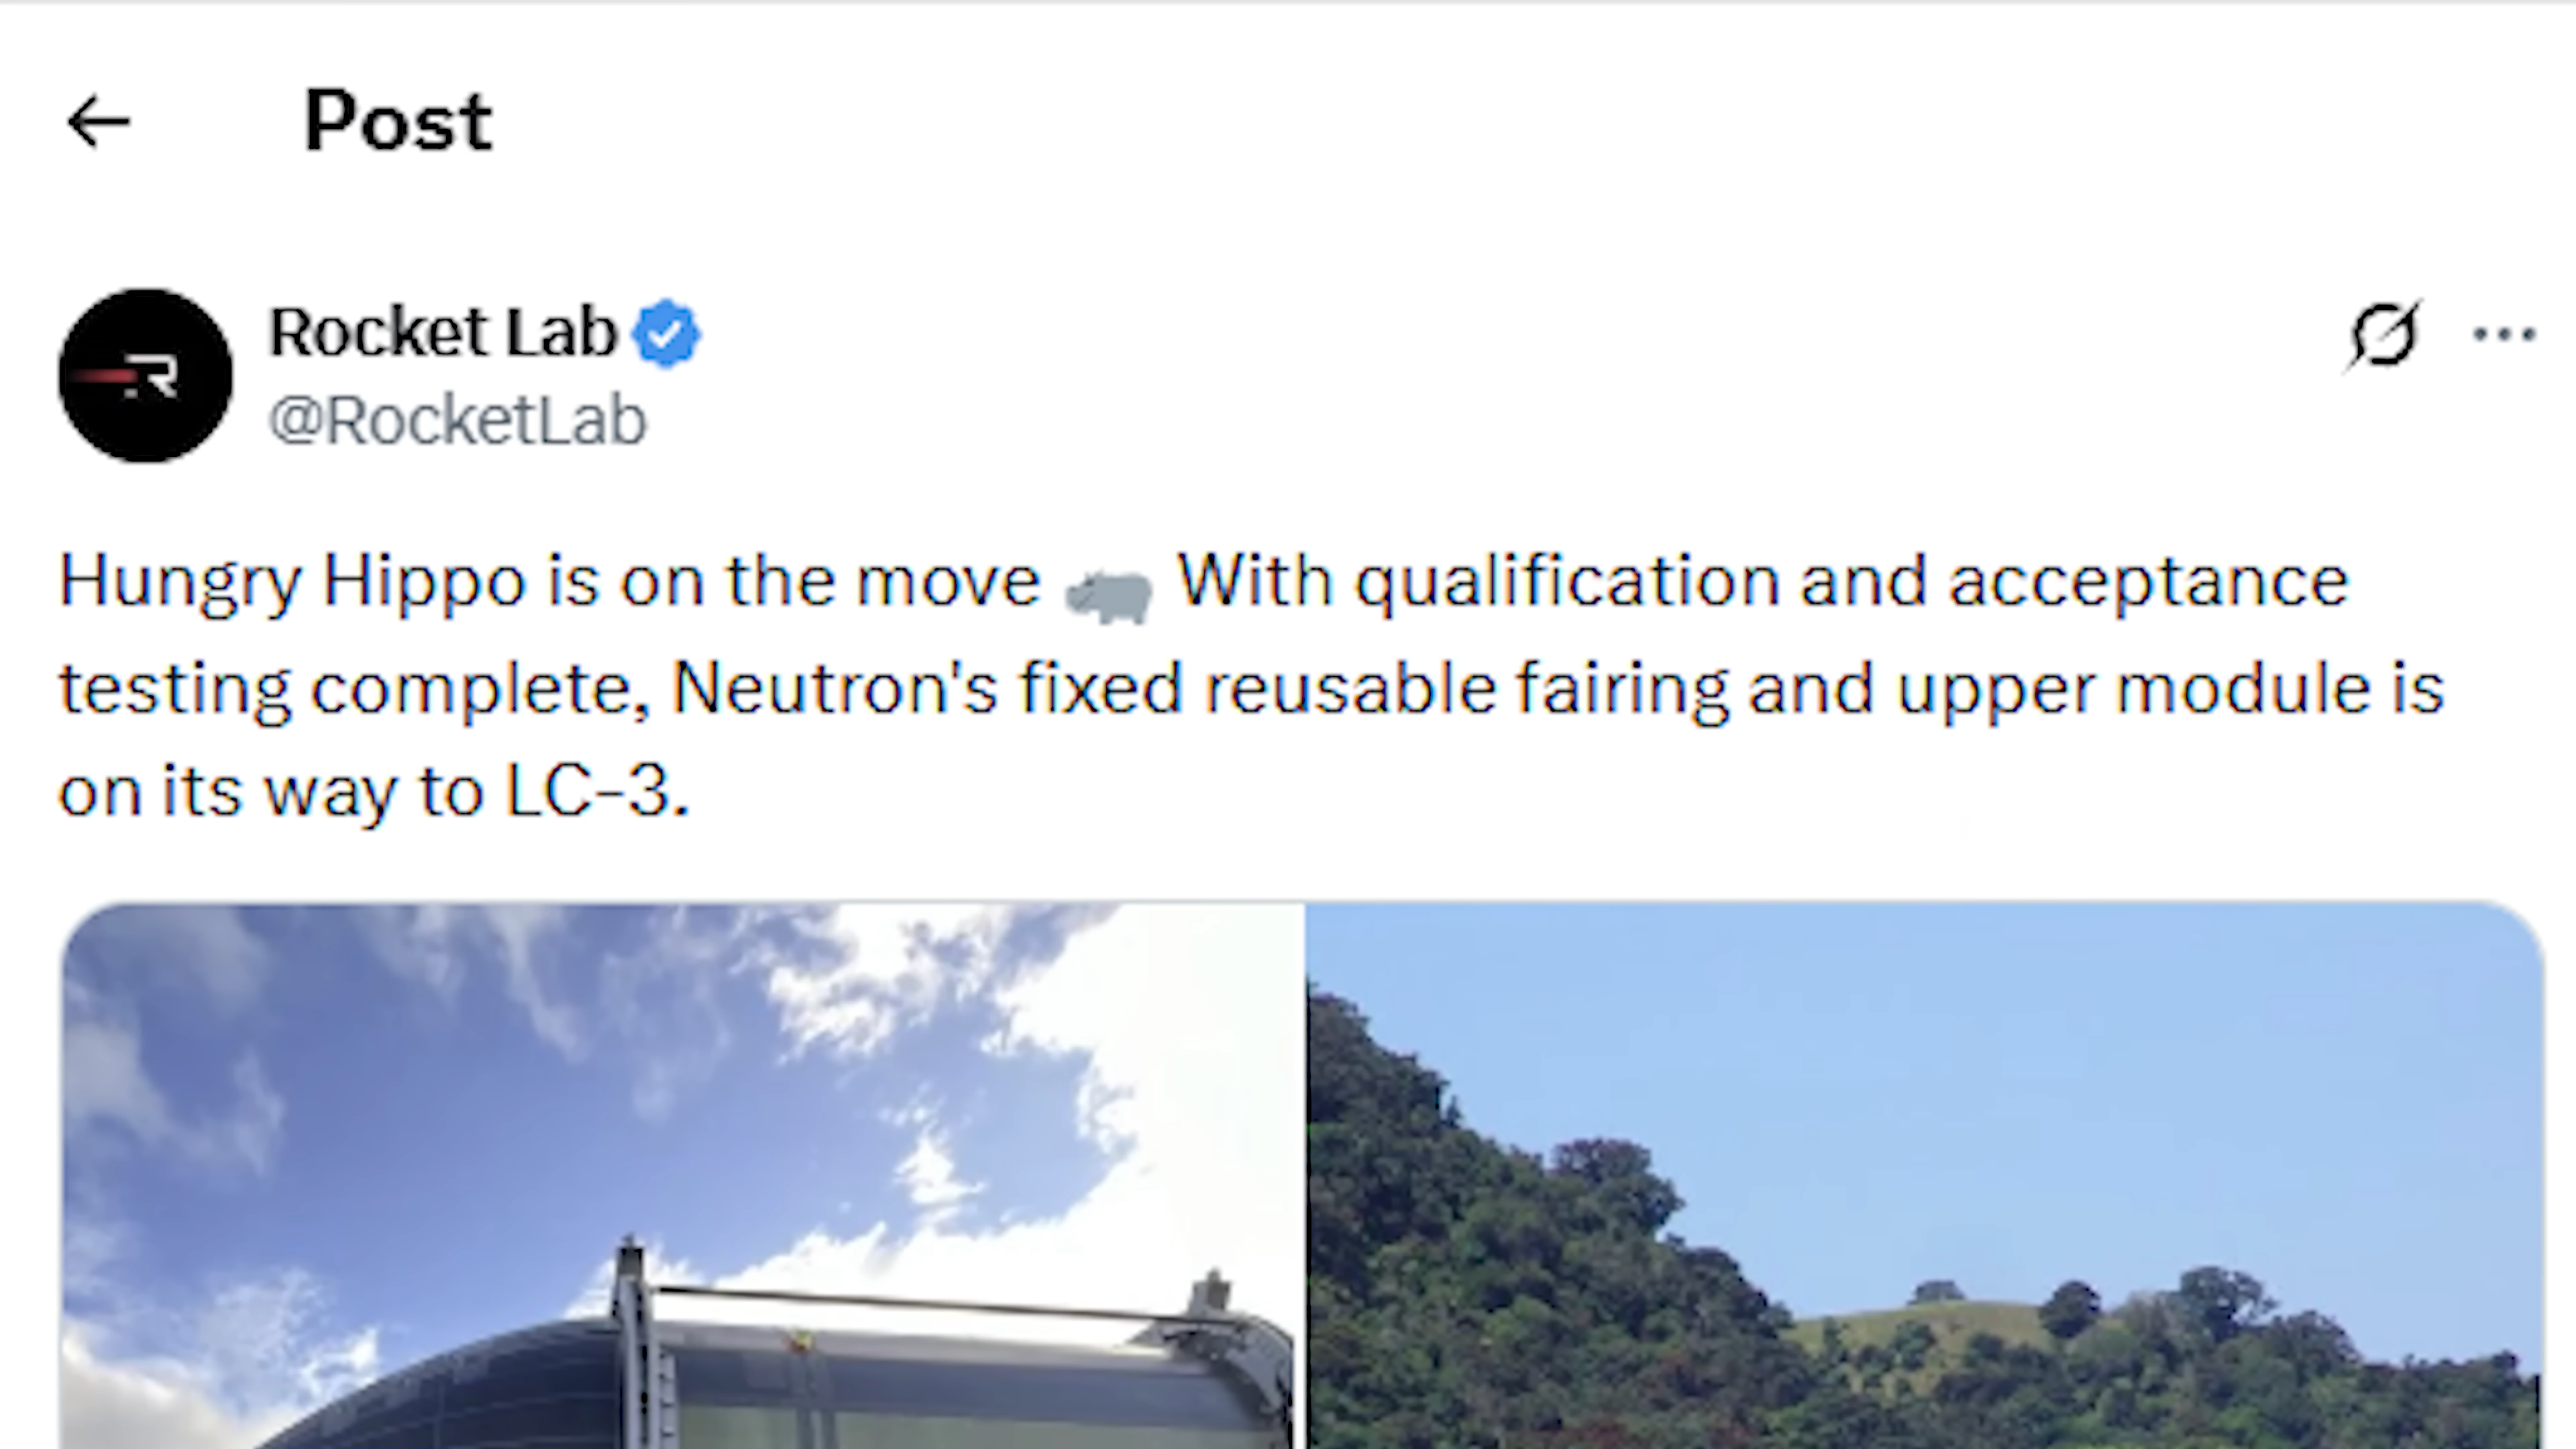 Post
Rocket Lab
@RocketLab
Hungry Hippo is on the move 🦛 With qualification and acceptance
testing complete, Neutron's fixed reusable fairing and upper module is
on its way to LC-3.